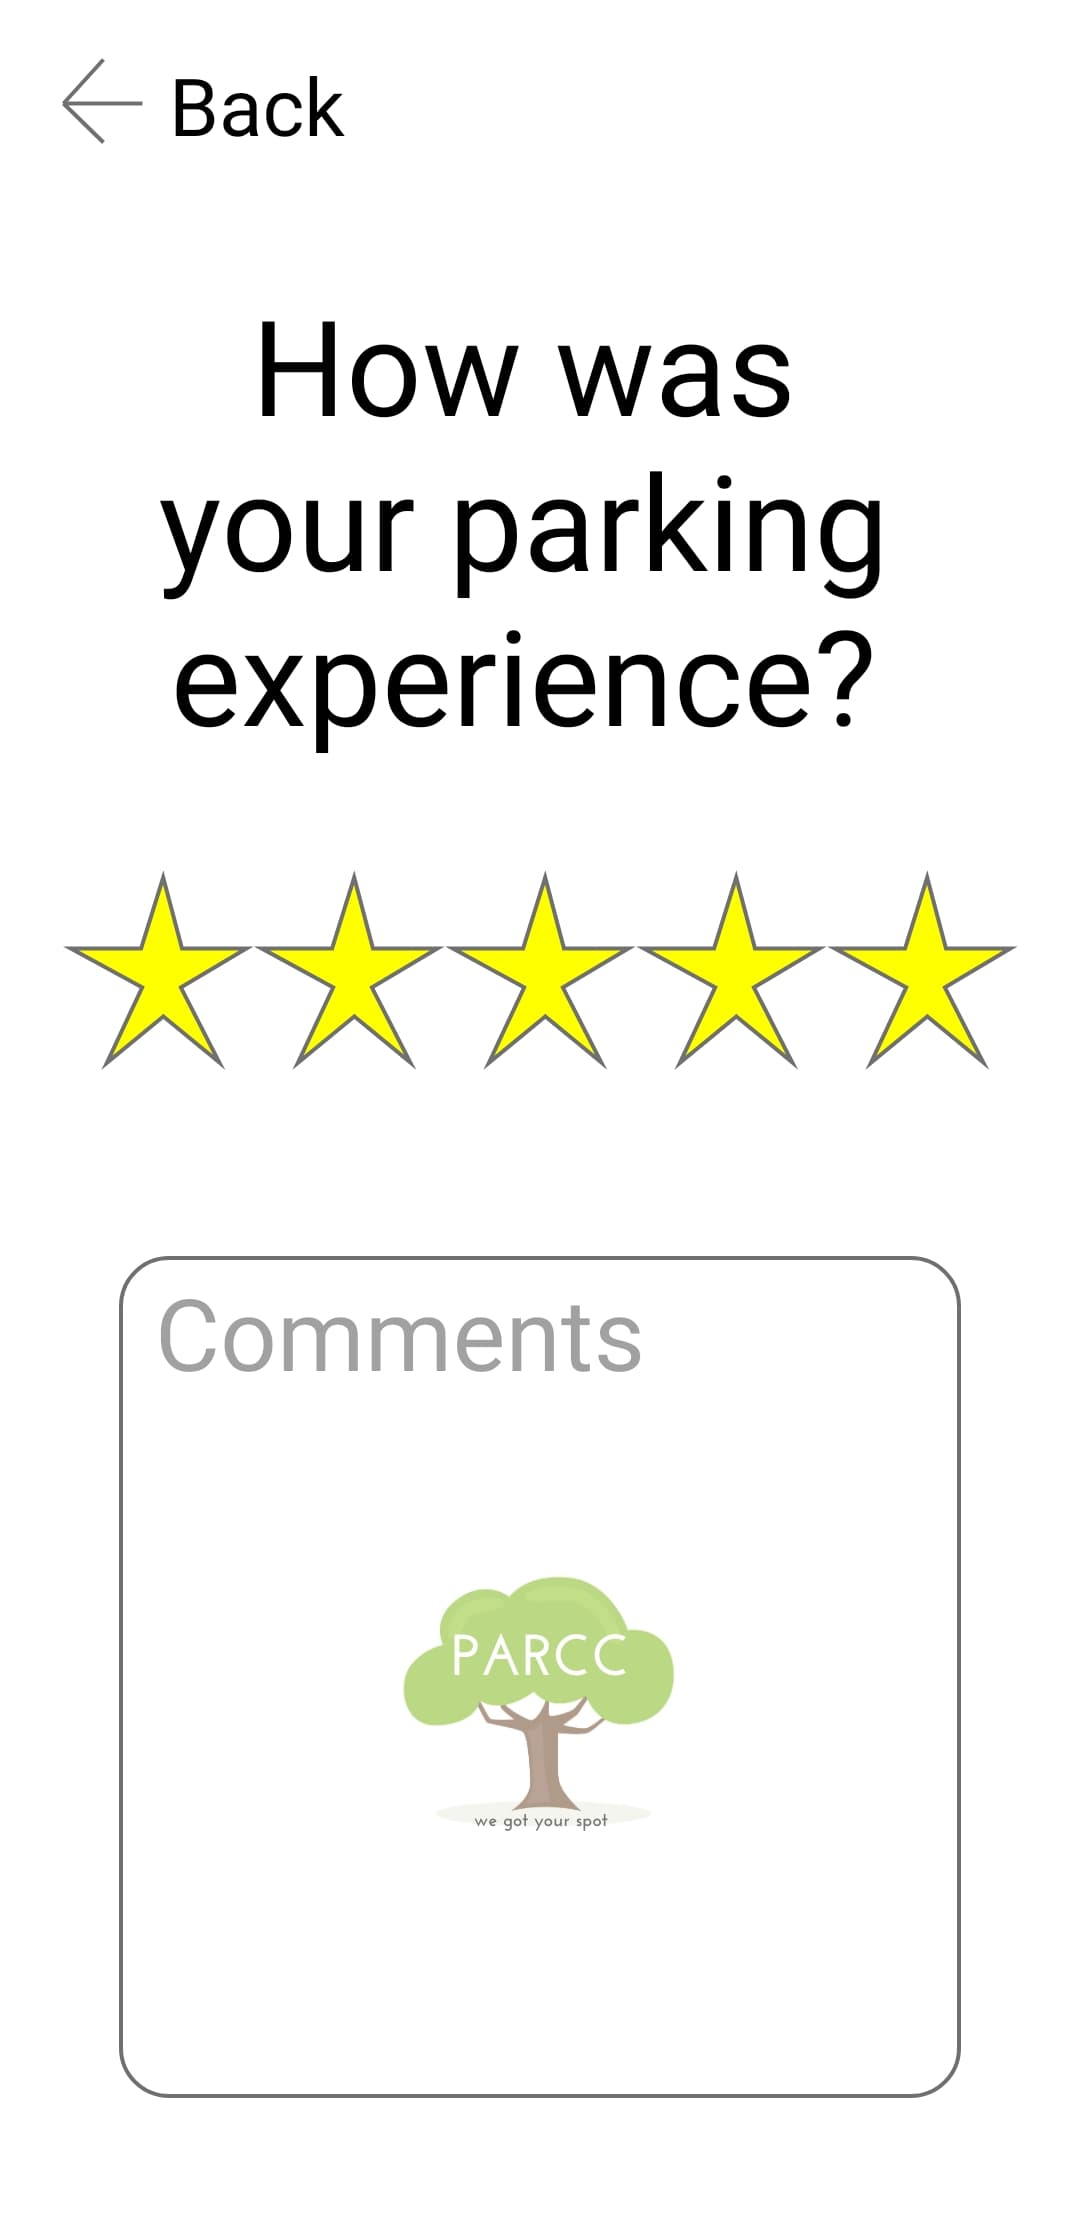 Back
How was
your parking
experience?
Comments
PARCC
we got your spot